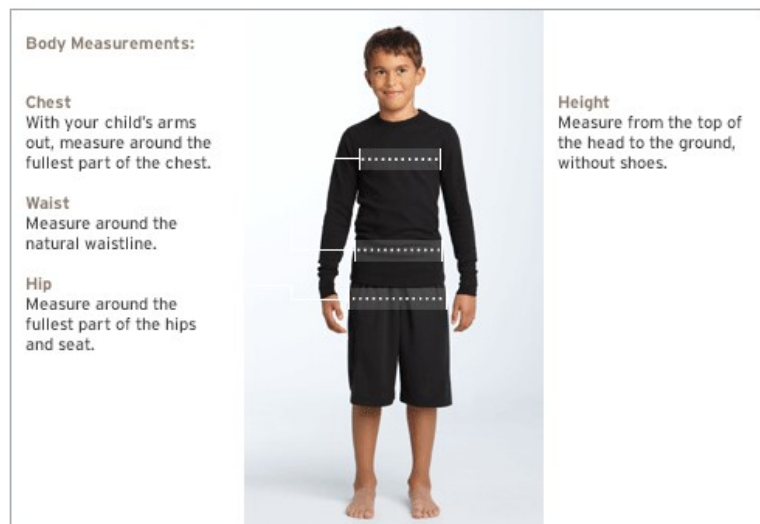 Body Measurements:
Chest
With your child's arms
out, measure around the
fullest part of the chest.
Waist
Measure around the
natural waistline.
Hip
Measure around the
fullest part of the hips
and seat.
Height
Measure from the top of
the head to the ground,
without shoes.